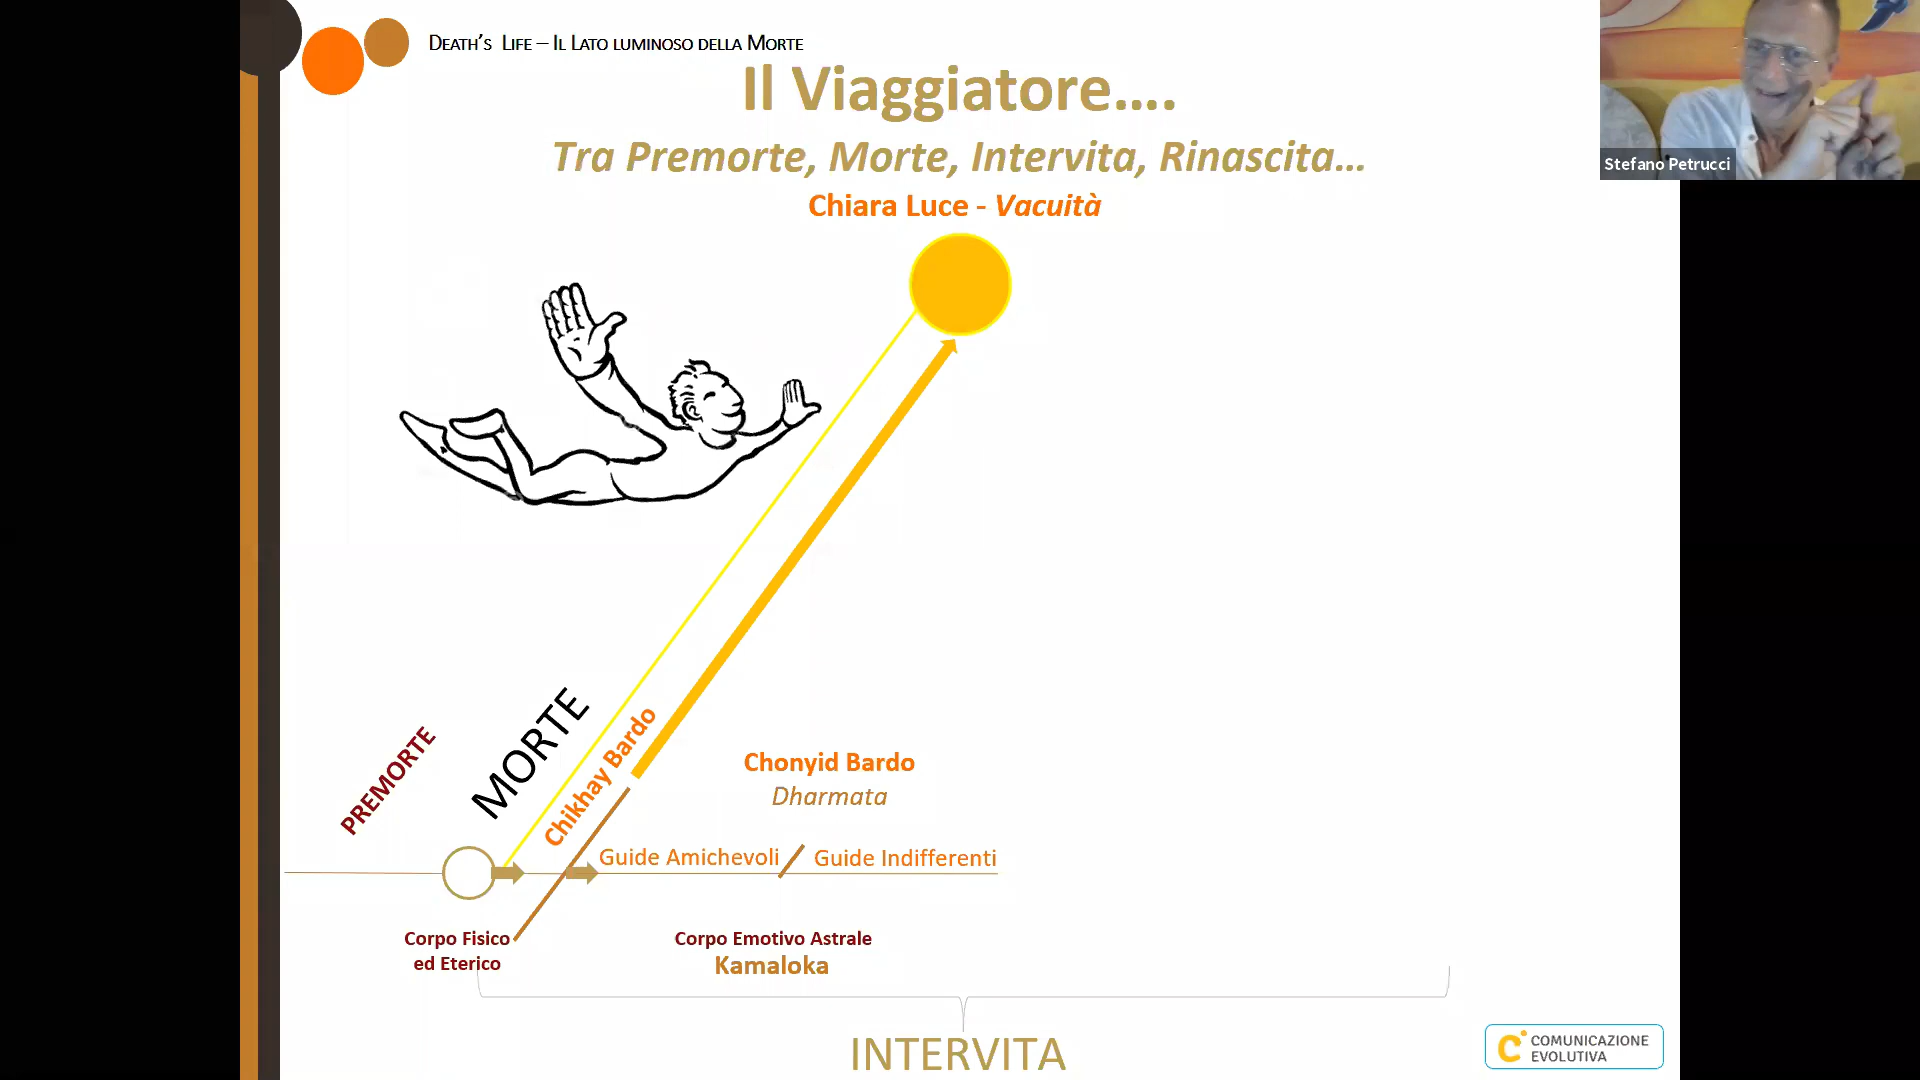 Death's Life – Il Lato luminoso della Morte
Il Viaggiatore….
Tra Premorte, Morte, Intervita, Rinascita…
Chiara Luce - Vacuità
Stefano Petrucci
PREMORTE
MORTE
Chikhay Bardo
Chonyid Bardo
Dharmata
Guide Amichevoli
Guide Indifferenti
Corpo Fisico
ed Eterico
Corpo Emotivo Astrale
Kamaloka
INTERVITA
COMUNICAZIONE
EVOLUTIVA